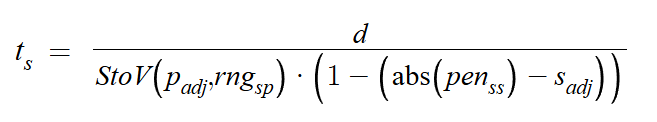 t_s = d / (StoV(p_adj, rng_sp) · (1 − (abs(pen_ss) − s_adj)))